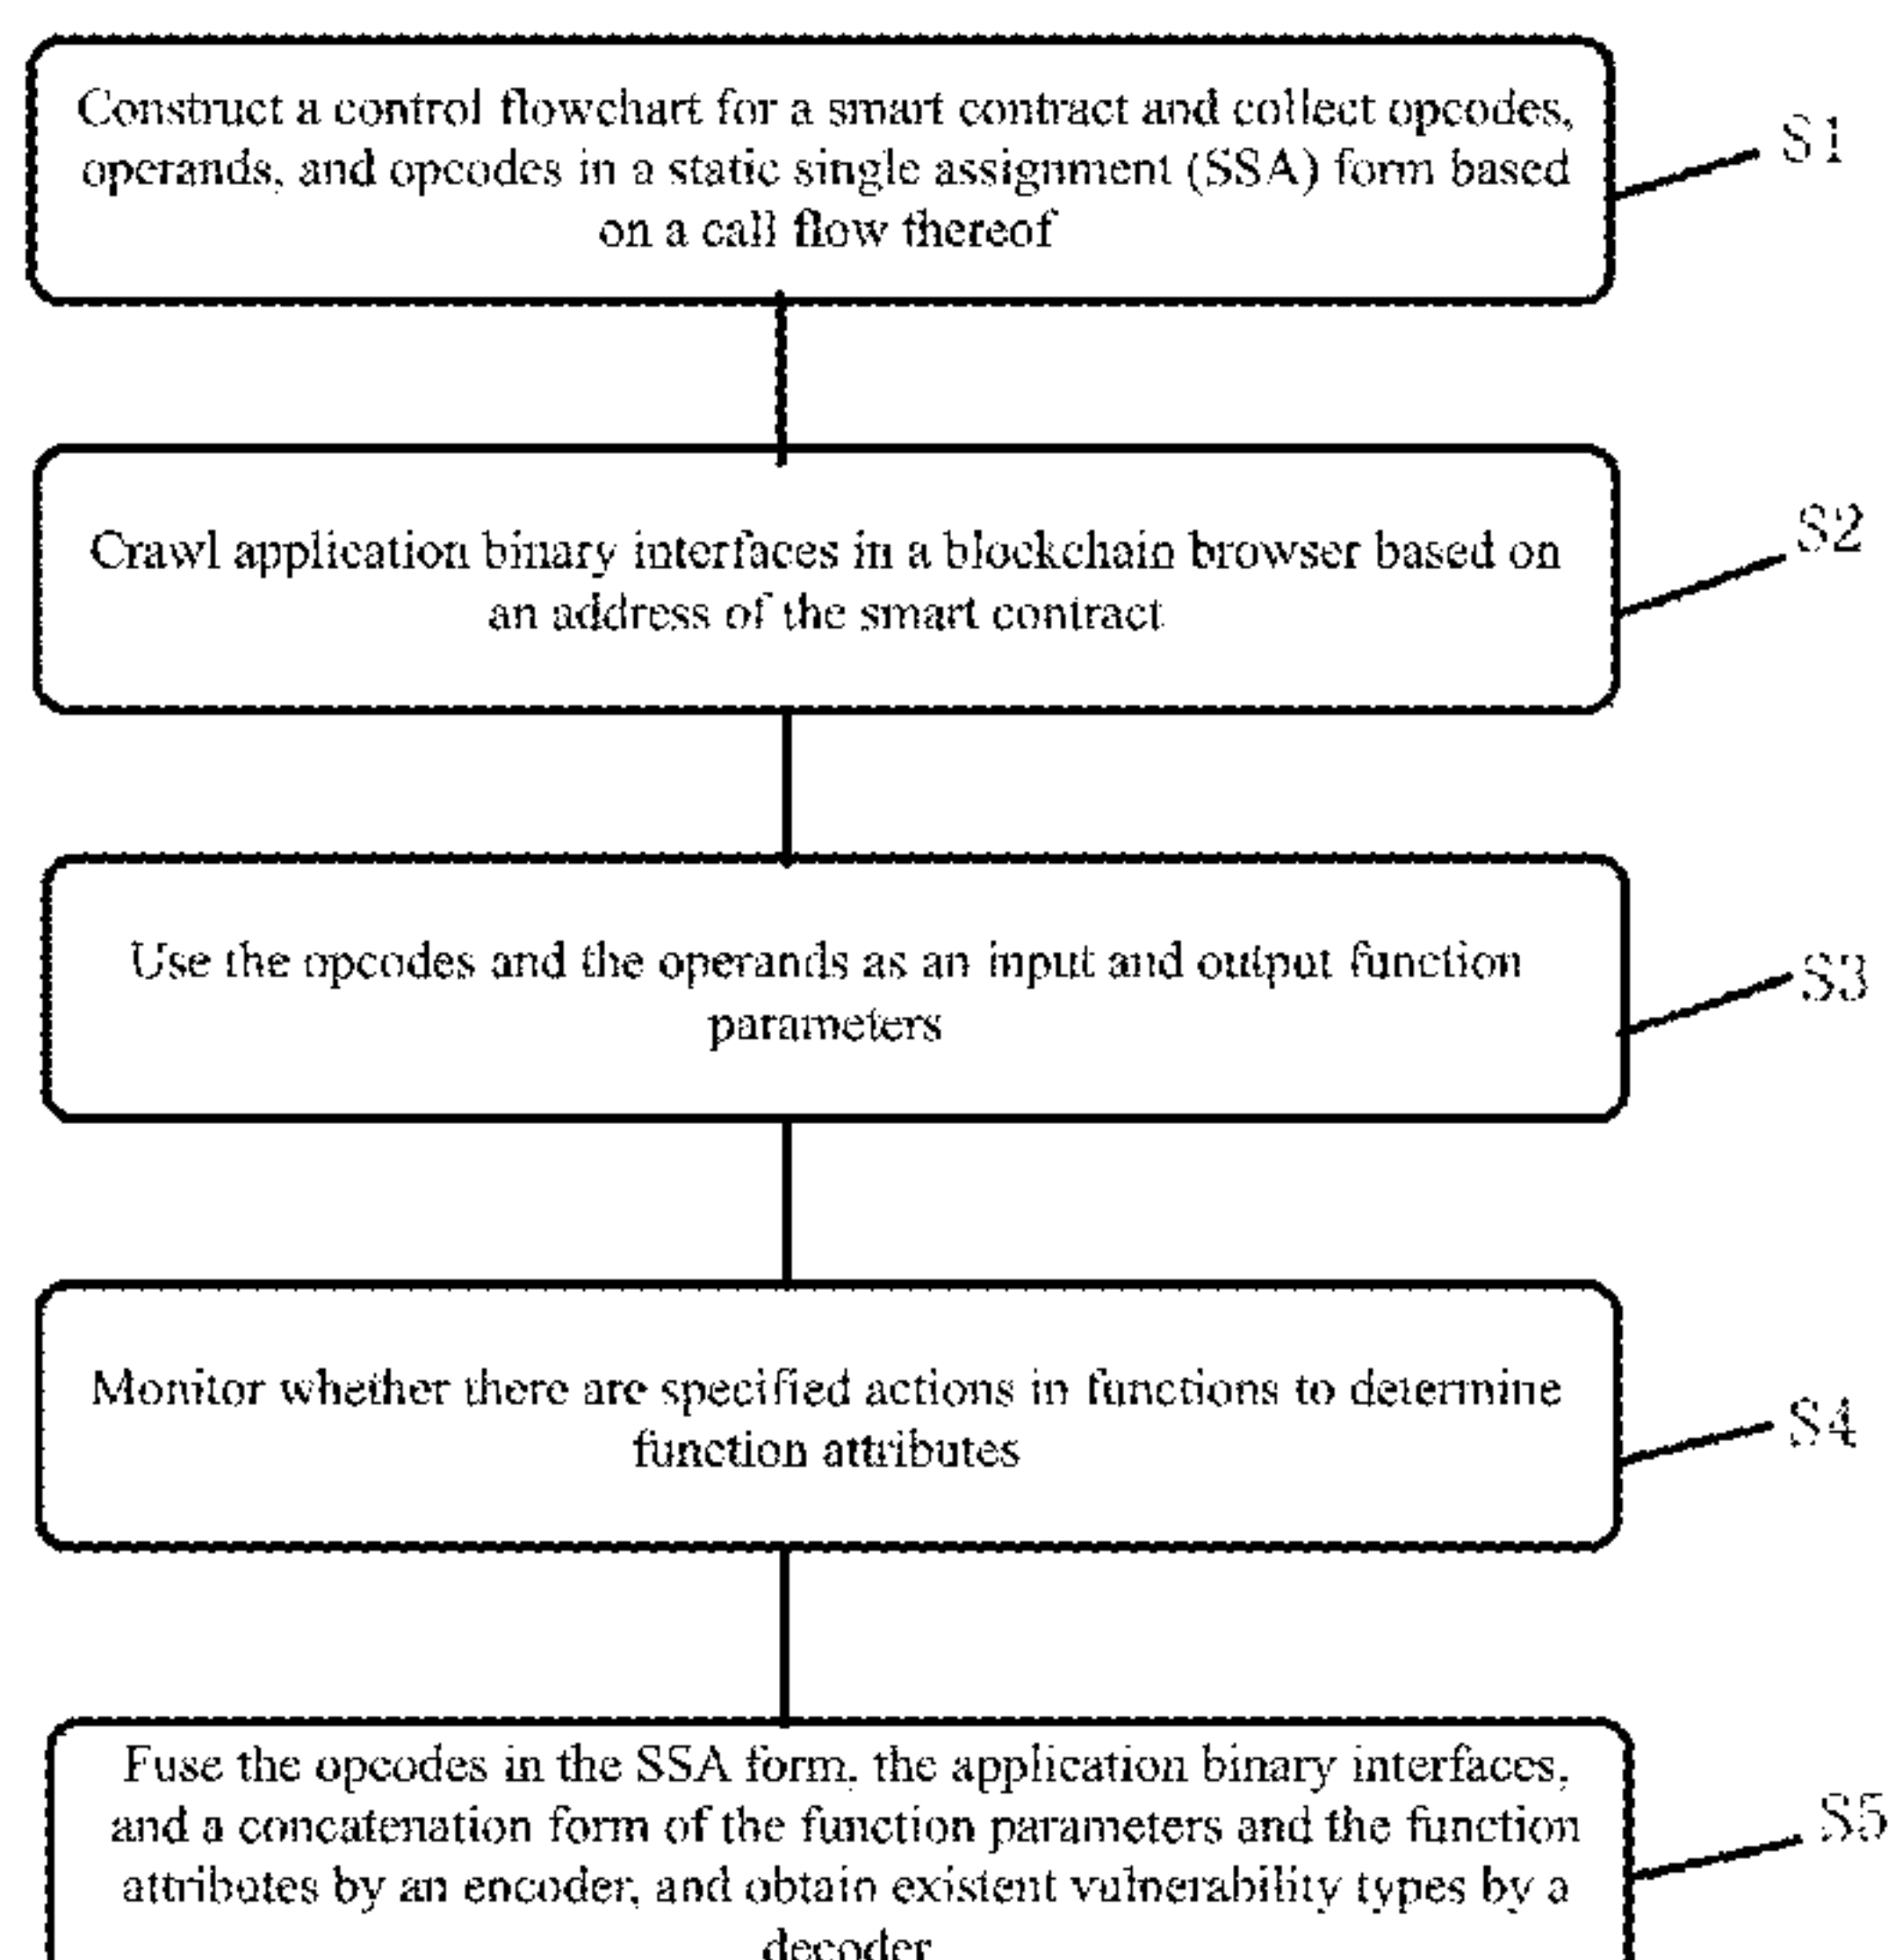 Construct a control flowchart for a smart contract and collect opcodes,
operands, and opcodes in a static single assignment (SSA) form based
on a call flow thereof
S1
Crawl application binary interfaces in a blockchain browser based on
an address of the smart contract
S2
Use the opcodes and the operands as an input and output function
parameters
S3
Monitor whether there are specified actions in functions to determine
function attributes
S4
Fuse the opcodes in the SSA form, the application binary interfaces,
and a concatenation form of the function parameters and the function
attributes by an encoder, and obtain existent vulnerability types by a
decoder
S5